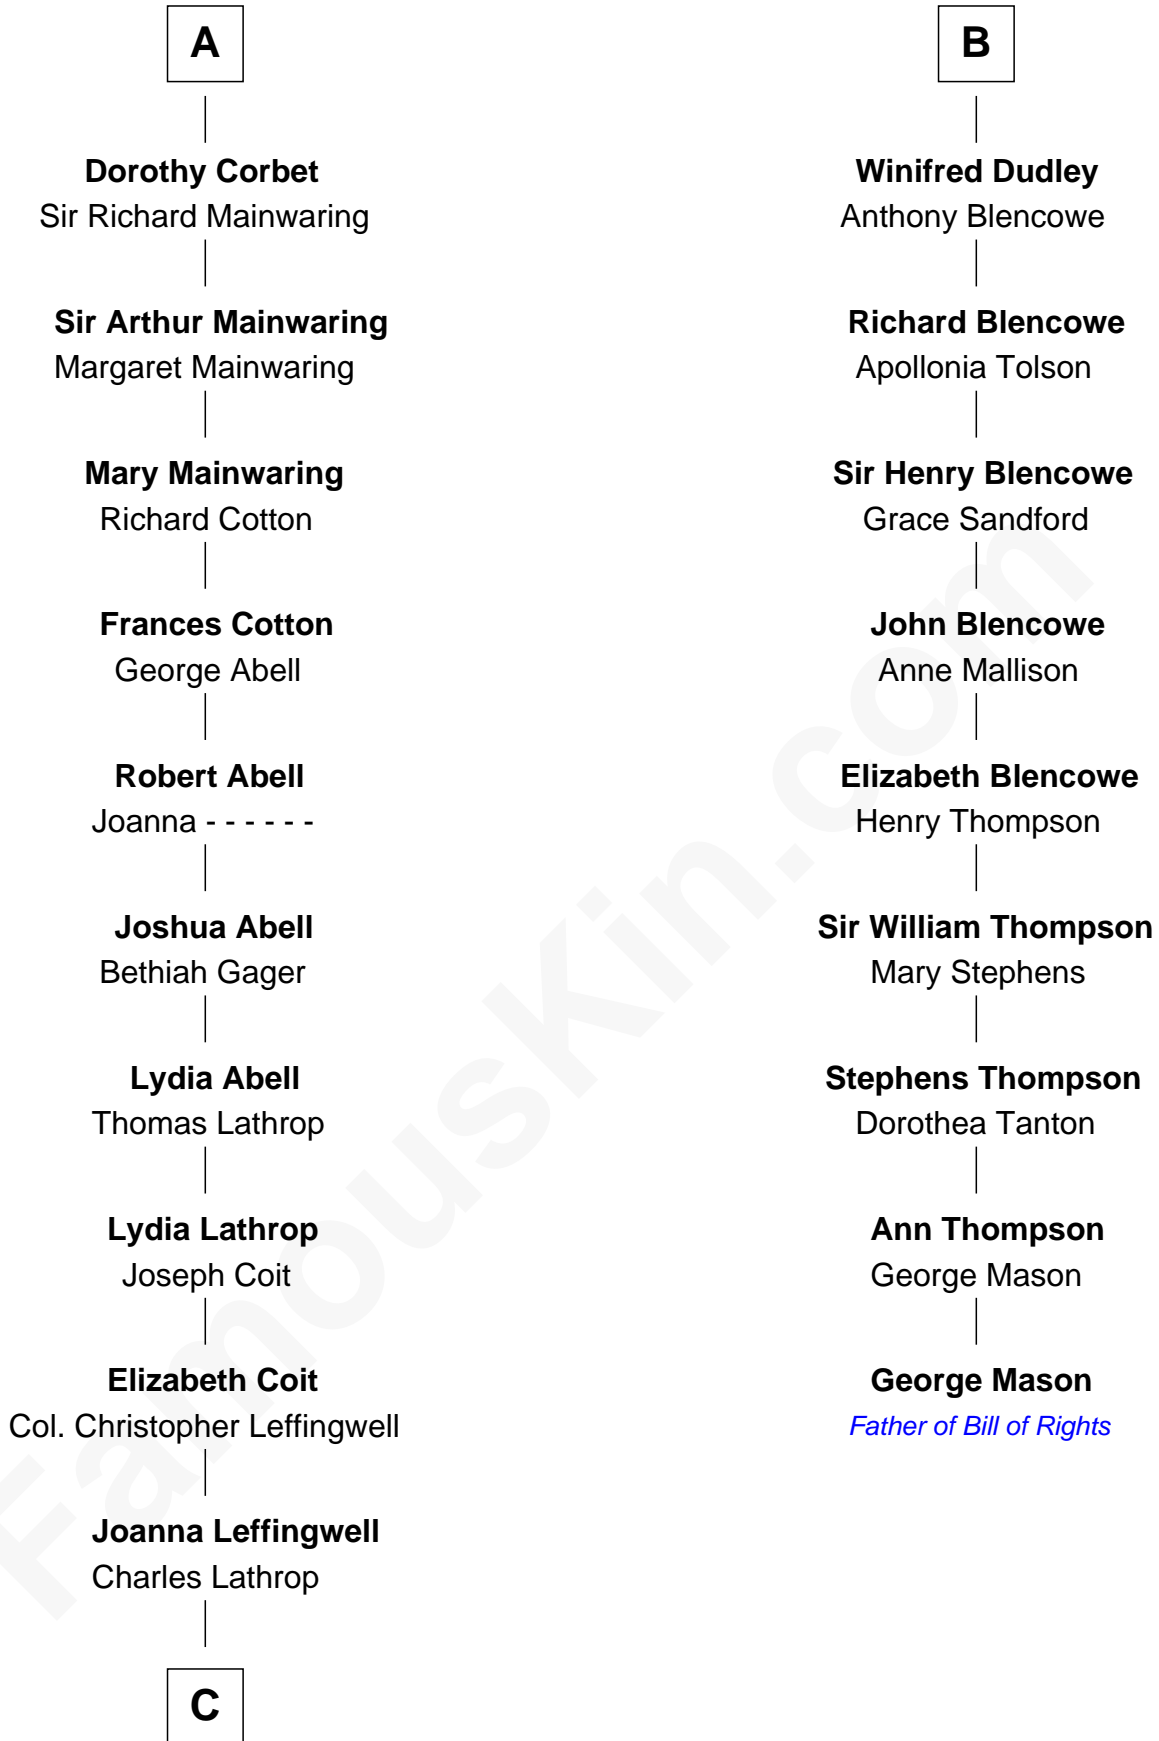 A
Dorothy Corbet
Sir Richard Mainwaring
Sir Arthur Mainwaring
Margaret Mainwaring
Mary Mainwaring
Richard Cotton
Frances Cotton
George Abell
Robert Abell
Joanna - - - - - -
Joshua Abell
Bethiah Gager
Lydia Abell
Thomas Lathrop
Lydia Lathrop
Joseph Coit
Elizabeth Coit
Col. Christopher Leffingwell
Joanna Leffingwell
Charles Lathrop
C
B
Winifred Dudley
Anthony Blencowe
Richard Blencowe
Apollonia Tolson
Sir Henry Blencowe
Grace Sandford
John Blencowe
Anne Mallison
Elizabeth Blencowe
Henry Thompson
Sir William Thompson
Mary Stephens
Stephens Thompson
Dorothea Tanton
Ann Thompson
George Mason
George Mason
Father of Bill of Rights
FamousKin.com